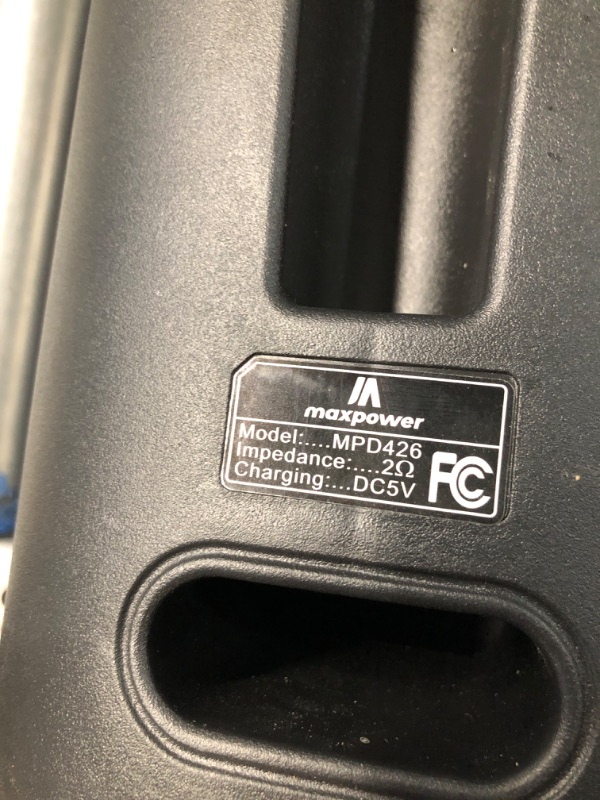 maxpower
Model:....MPD426
Impedance:....2Ω
Charging:...DC5V
FC